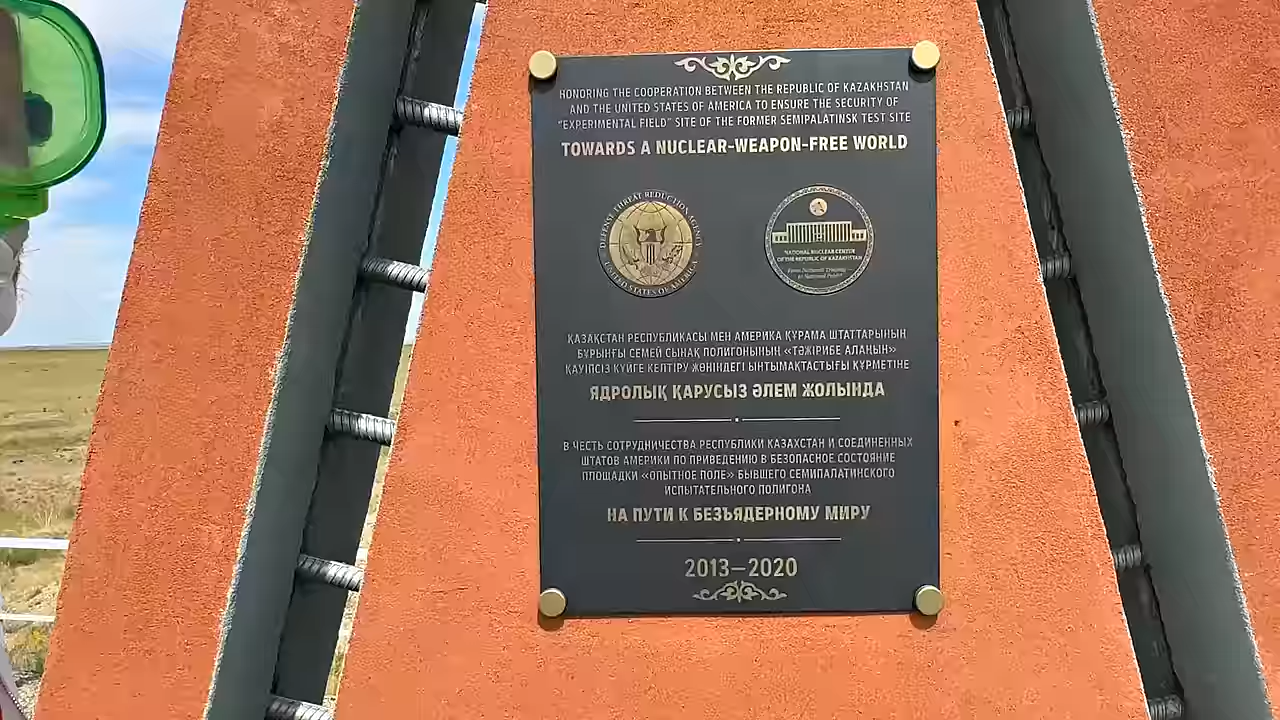 HONORING THE COOPERATION BETWEEN THE REPUBLIC OF KAZAKHSTAN
AND THE UNITED STATES OF AMERICA TO ENSURE THE SECURITY OF
"EXPERIMENTAL FIELD" SITE OF THE FORMER SEMIPALATINSK TEST SITE
TOWARDS A NUCLEAR-WEAPON-FREE WORLD
DEFENSE THREAT REDUCTION AGENCY
UNITED STATES OF AMERICA
NATIONAL NUCLEAR CENTER
OF THE REPUBLIC OF KAZAKHSTAN
ҚАЗАҚСТАН РЕСПУБЛИКАСЫ МЕН АМЕРИКА ҚҰРАМА ШТАТТАРЫНЫҢ
БҰРЫНҒЫ СЕМЕЙ СЫНАҚ ПОЛИГОНЫНЫҢ «ТӘЖІРИБЕ АЛАҢЫН»
ҚАУІПСІЗ КҮЙГЕ КЕЛТІРУ ЖӨНІНДЕГІ ЫНТЫМАҚТАСТЫҒЫ ҚҰРМЕТІНЕ
ЯДРОЛЫҚ ҚАРУСЫЗ ӘЛЕМ ЖОЛЫНДА
В ЧЕСТЬ СОТРУДНИЧЕСТВА РЕСПУБЛИКИ КАЗАХСТАН И СОЕДИНЕННЫХ
ШТАТОВ АМЕРИКИ ПО ПРИВЕДЕНИЮ В БЕЗОПАСНОЕ СОСТОЯНИЕ
ПЛОЩАДКИ «ОПЫТНОЕ ПОЛЕ» БЫВШЕГО СЕМИПАЛАТИНСКОГО
ИСПЫТАТЕЛЬНОГО ПОЛИГОНА
НА ПУТИ К БЕЗЪЯДЕРНОМУ МИРУ
2013—2020